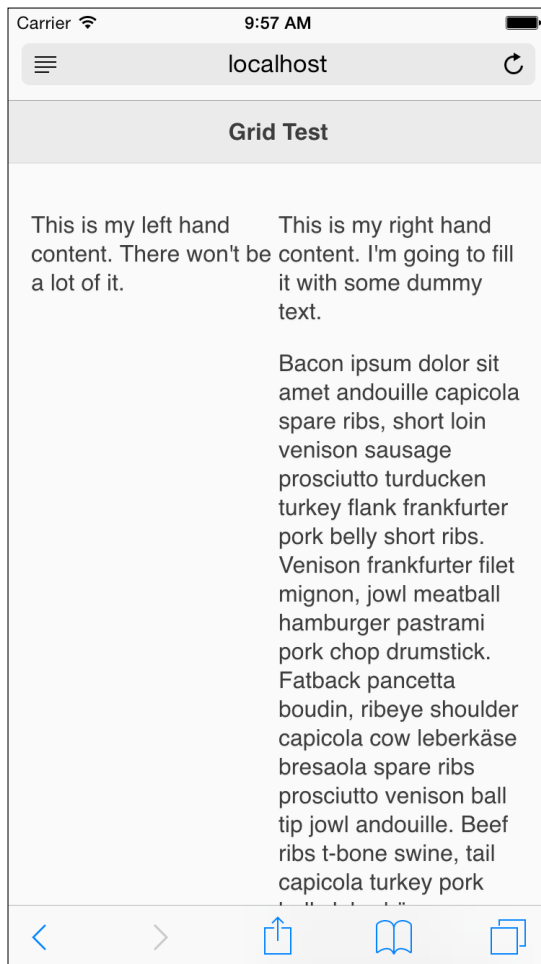 Carrier 9:57 AM
localhost
Grid Test
This is my left hand
content. There won't be
a lot of it.
This is my right hand
content. I'm going to fill
it with some dummy
text.
Bacon ipsum dolor sit
amet andouille capicola
spare ribs, short loin
venison sausage
prosciutto turducken
turkey flank frankfurter
pork belly short ribs.
Venison frankfurter filet
mignon, jowl meatball
hamburger pastrami
pork chop drumstick.
Fatback pancetta
boudin, ribeye shoulder
capicola cow leberkäse
bresaola spare ribs
prosciutto venison ball
tip jowl andouille. Beef
ribs t-bone swine, tail
capicola turkey pork